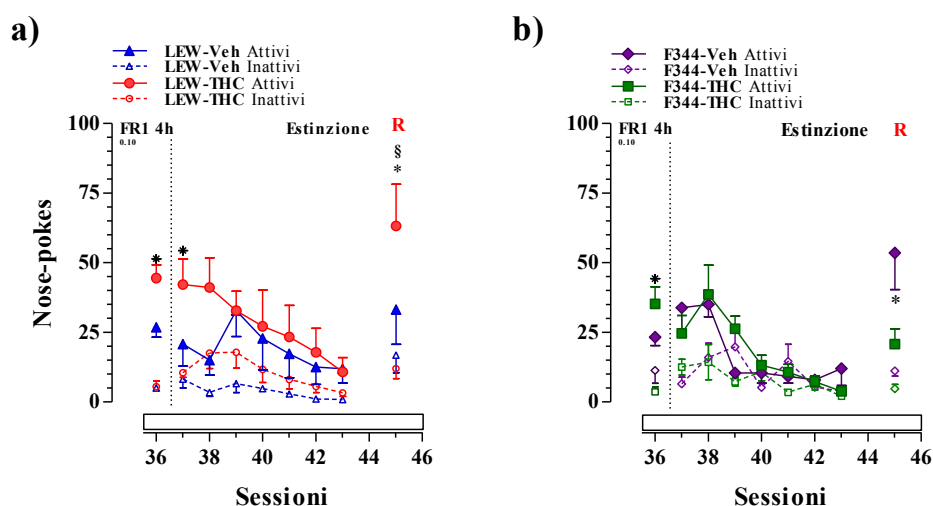 a)
LEW-Veh Attivi
LEW-Veh Inattivi
LEW-THC Attivi
LEW-THC Inattivi
100
75
50
25
0
Nose-pokes
FR1 4h
0.10
Estinzione
R
§
*
*
*
36 38 40 42 44 46
Sessioni
b)
F344-Veh Attivi
F344-Veh Inattivi
F344-THC Attivi
F344-THC Inattivi
100
75
50
25
0
FR1 4h
0.10
Estinzione
R
*
*
36 38 40 42 44 46
Sessioni